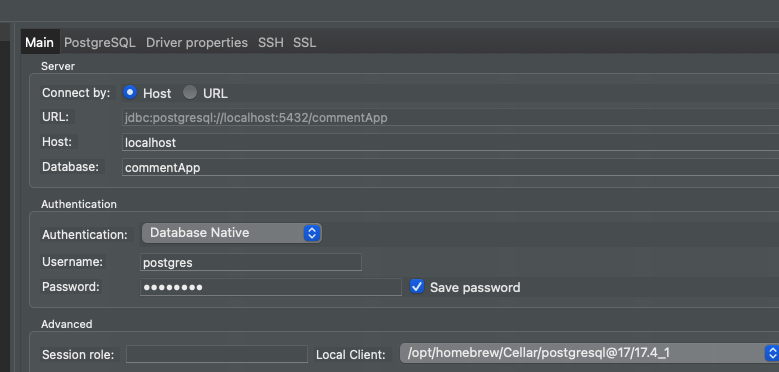 Main PostgreSQL Driver properties SSH SSL
Server
Connect by: Host URL
URL: jdbc:postgresql://localhost:5432/commentApp
Host: localhost
Database: commentApp
Authentication
Authentication: Database Native
Username: postgres
Password: ●●●●●●●● Save password
Advanced
Session role: Local Client: /opt/homebrew/Cellar/postgresql@17/17.4_1